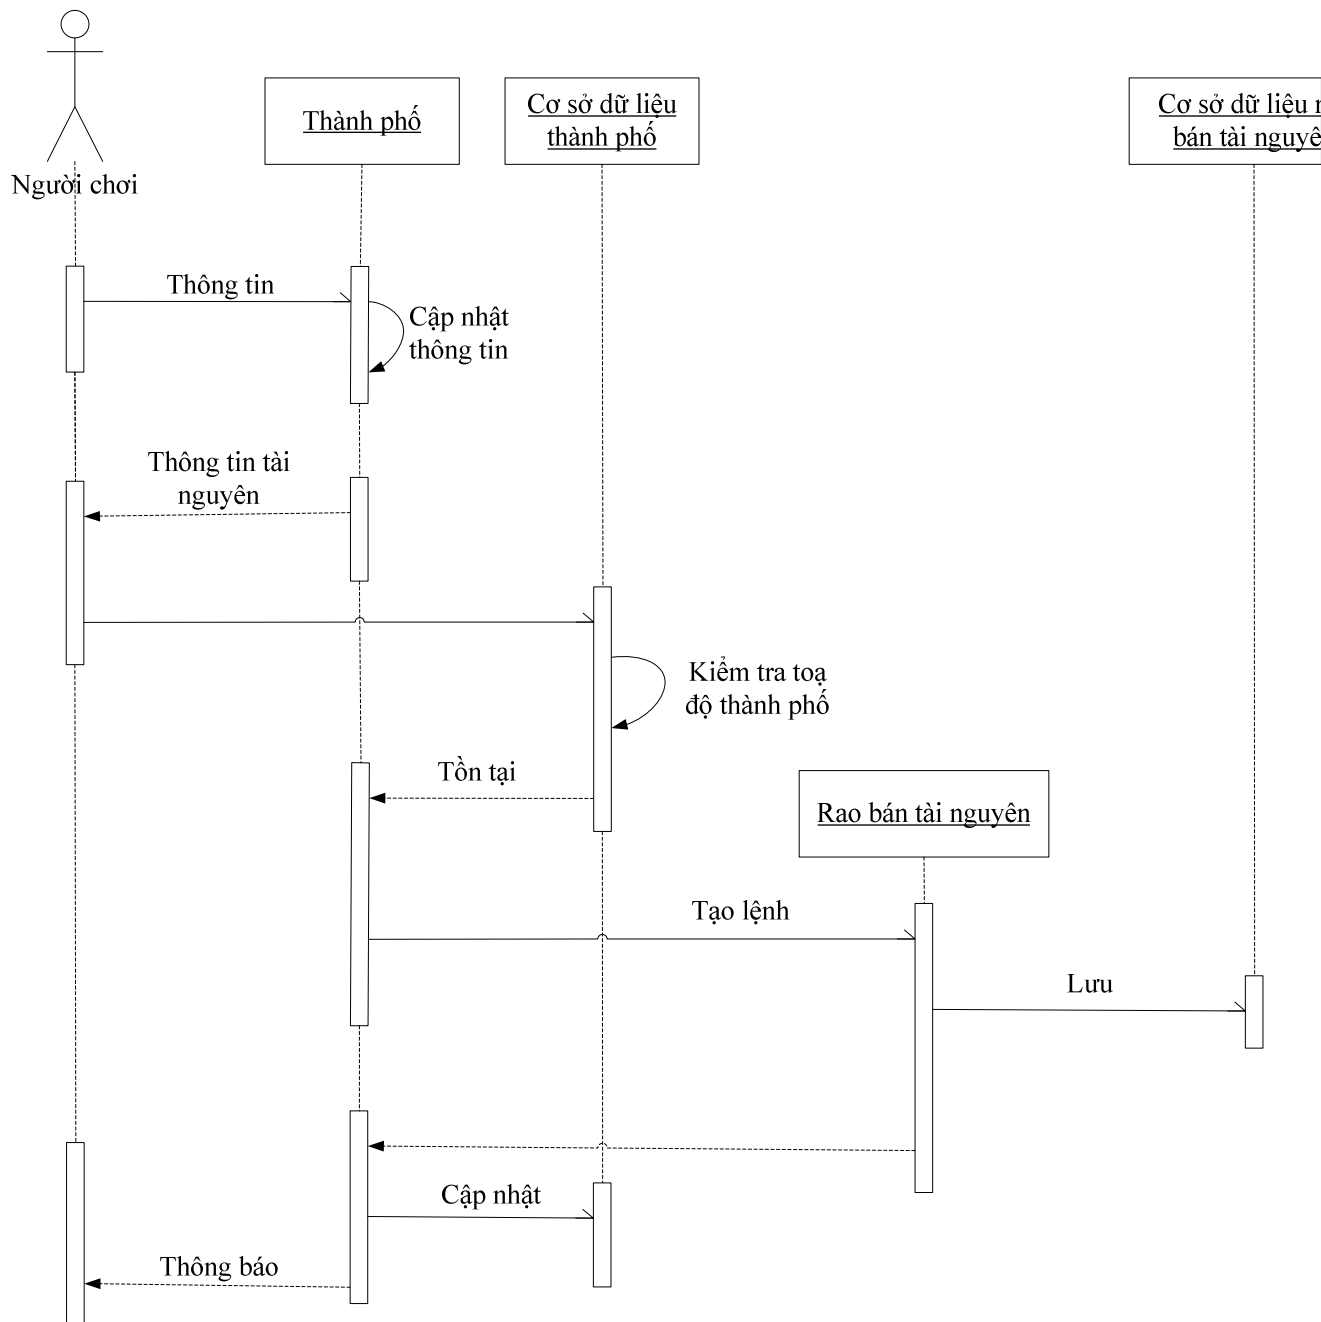 Người chơi
Thành phố
Cơ sở dữ liệu
thành phố
Cơ sở dữ liệu
bán tài
Thông tin
Cập nhật
thông tin
Thông tin tài
nguyên
Kiểm tra toạ
độ thành phố
Tồn tại
Rao bán tài nguyên
Tạo lệnh
Lưu
Cập nhật
Thông báo